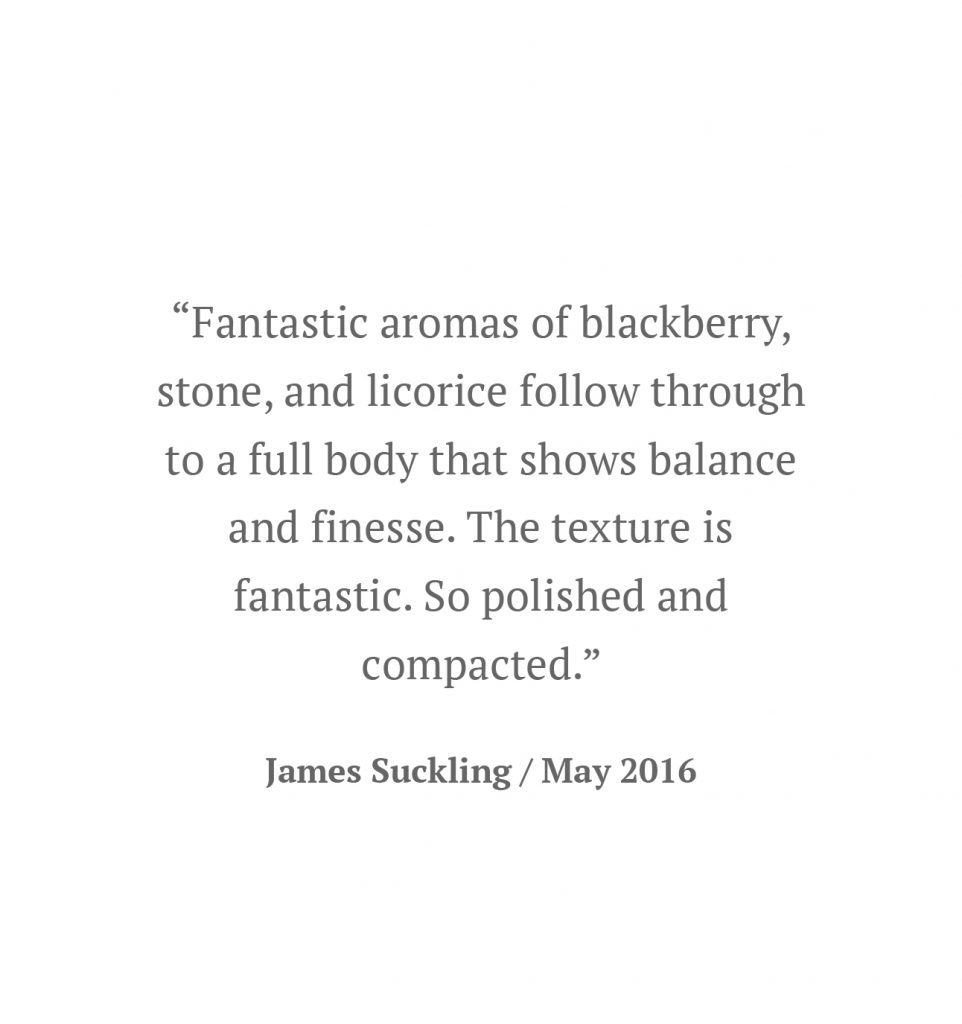 “Fantastic aromas of blackberry,
stone, and licorice follow through
to a full body that shows balance
and finesse. The texture is
fantastic. So polished and
compacted.”
James Suckling / May 2016